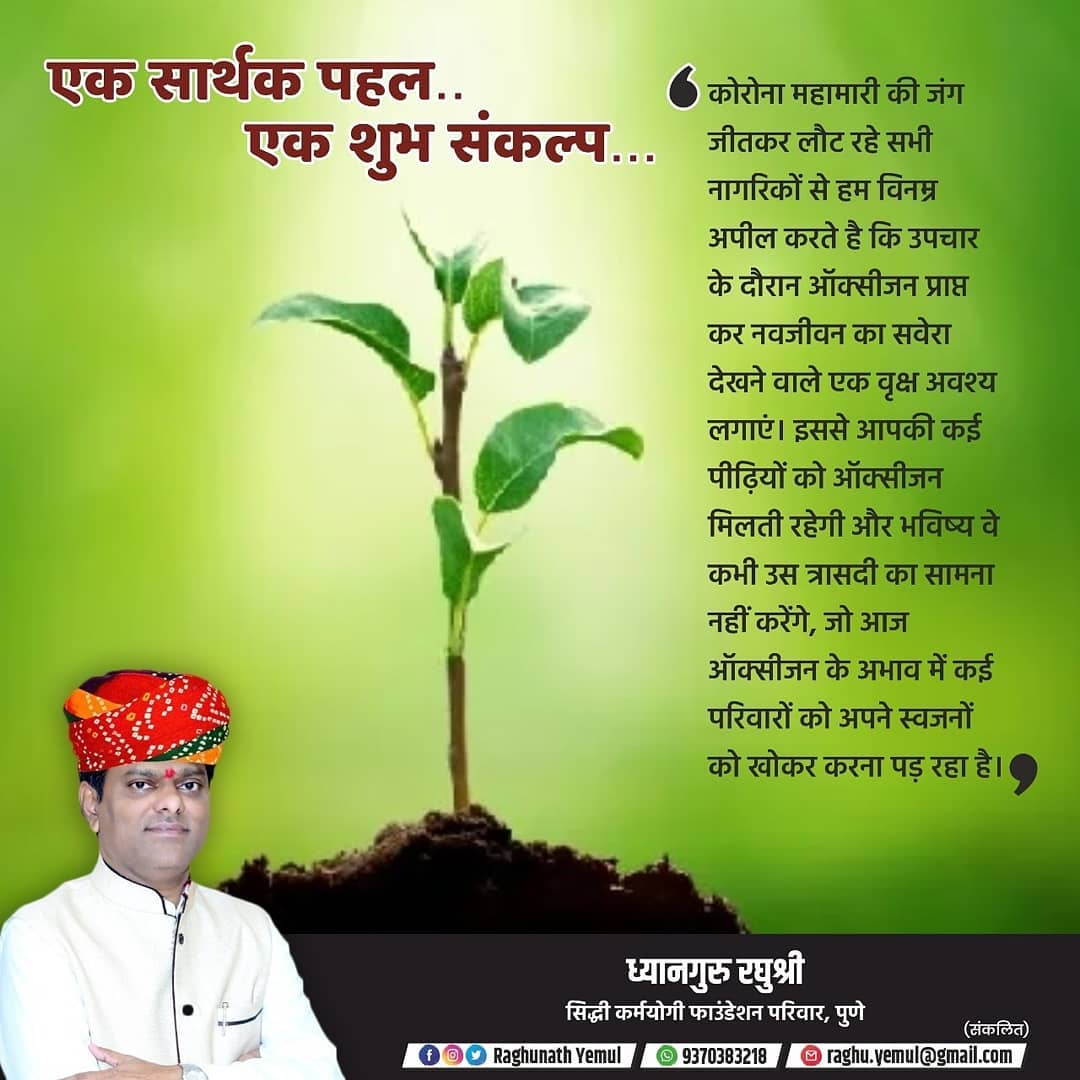 एक सार्थक पहल..
एक शुभ संकल्प...
‘ कोरोना महामारी की जंग
जीतकर लौट रहे सभी
नागरिकों से हम विनम्र
अपील करते है कि उपचार
के दौरान ऑक्सीजन प्राप्त
कर नवजीवन का सवेरा
देखने वाले एक वृक्ष अवश्य
लगाएं। इससे आपकी कई
पीढ़ियों को ऑक्सीजन
मिलती रहेगी और भविष्य वे
कभी उस त्रासदी का सामना
नहीं करेंगे, जो आज
ऑक्सीजन के अभाव में कई
परिवारों को अपने स्वजनों
को खोकर करना पड़ रहा है। ’
ध्यानगुरु रघुश्री
सिद्धी कर्मयोगी फाउंडेशन परिवार, पुणे
(संकलित)
Raghunath Yemul 9370383218 raghu.yemul@gmail.com